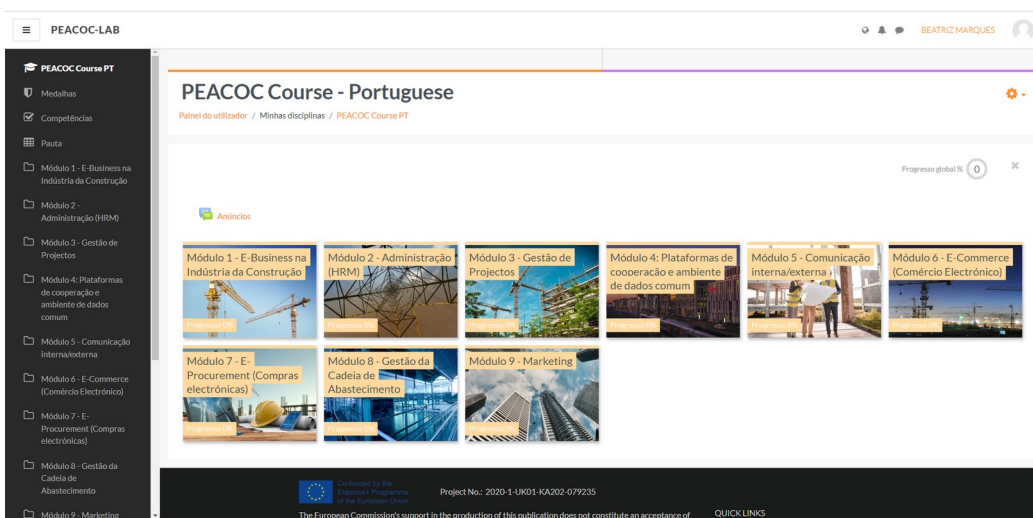 PEACOC-LAB
BEATRIZ MARQUES
PEACOC Course PT
Medalhas
Competências
Pauta
Módulo 1 - E-Business na
Indústria da Construção
Módulo 2 -
Administração (HRM)
Módulo 3 - Gestão de
Projectos
Módulo 4: Plataformas
de cooperação e
ambiente de dados
comum
Módulo 5 - Comunicação
interna/externa
Módulo 6 - E-Commerce
(Comércio Electrónico)
Módulo 7 - E-
Procurement (Compras
electrónicas)
Módulo 8 - Gestão da
Cadeia de
Abastecimento
Módulo 9 - Marketing
PEACOC Course - Portuguese
Painel do utilizador / Minhas disciplinas / PEACOC Course PT
Progresso global % 0
Anúncios
Módulo 1 - E-Business na
Indústria da Construção
Progresso: 0%
Módulo 2 - Administração
(HRM)
Progresso: 0%
Módulo 3 - Gestão de
Projectos
Progresso: 0%
Módulo 4: Plataformas de
cooperação e ambiente
de dados comum
Progresso: 0%
Módulo 5 - Comunicação
interna/externa
Progresso: 0%
Módulo 6 - E-Commerce
(Comércio Electrónico)
Progresso: 0%
Módulo 7 - E-
Procurement (Compras
electrónicas)
Progresso: 0%
Módulo 8 - Gestão da
Cadeia de
Abastecimento
Progresso: 0%
Módulo 9 - Marketing
Progresso: 0%
Co-funded by the
Erasmus+ Programme
of the European Union
Project No.: 2020-1-UK01-KA202-079235
The European Commission's support in the production of this publication does not constitute an acceptance of
QUICK LINKS